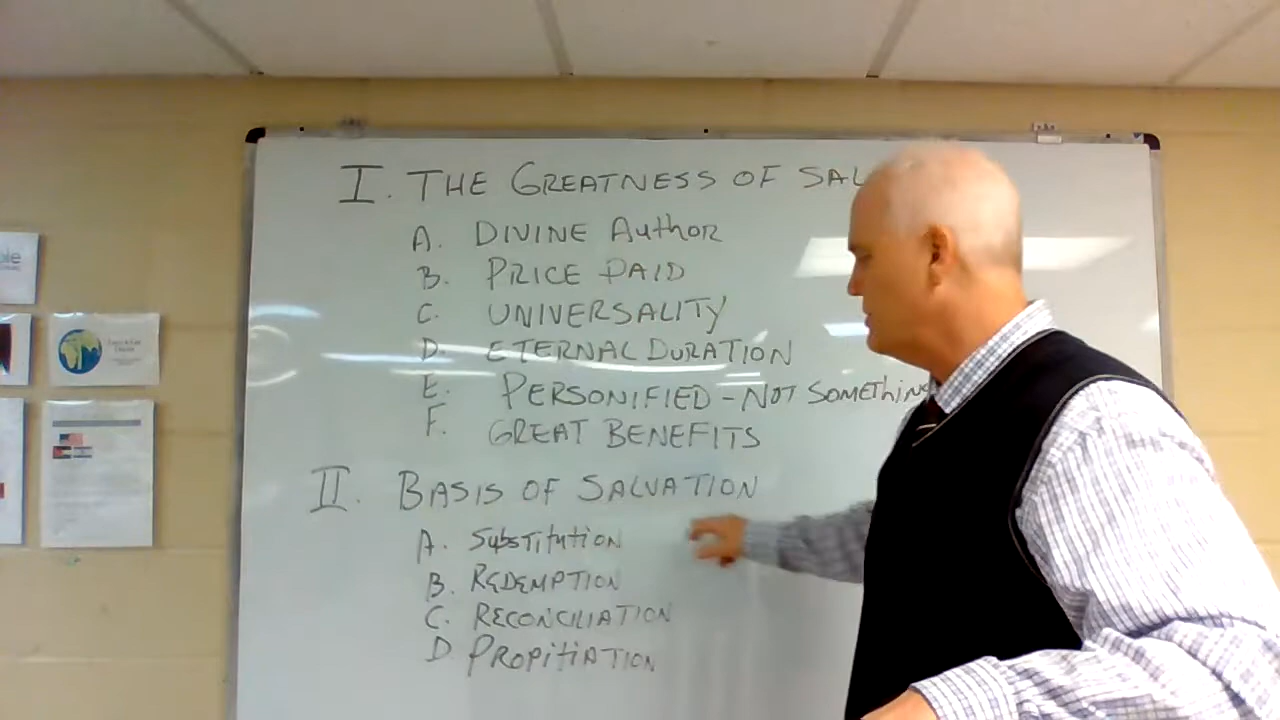 I. THE GREATNESS OF SAL
A. DIVINE AuthoR
B. PRICE PAID
C. UNIVERSALITY
D. ETERNAL DURATION
E. PERSONIFIED - NOT SOMEthIN
F. GREAT BENEFITS
II. BASIS OF SALVATION
A. SubSTitutiON
B. REDEMPTION
C. RECONCILIATION
D PROPitiATION